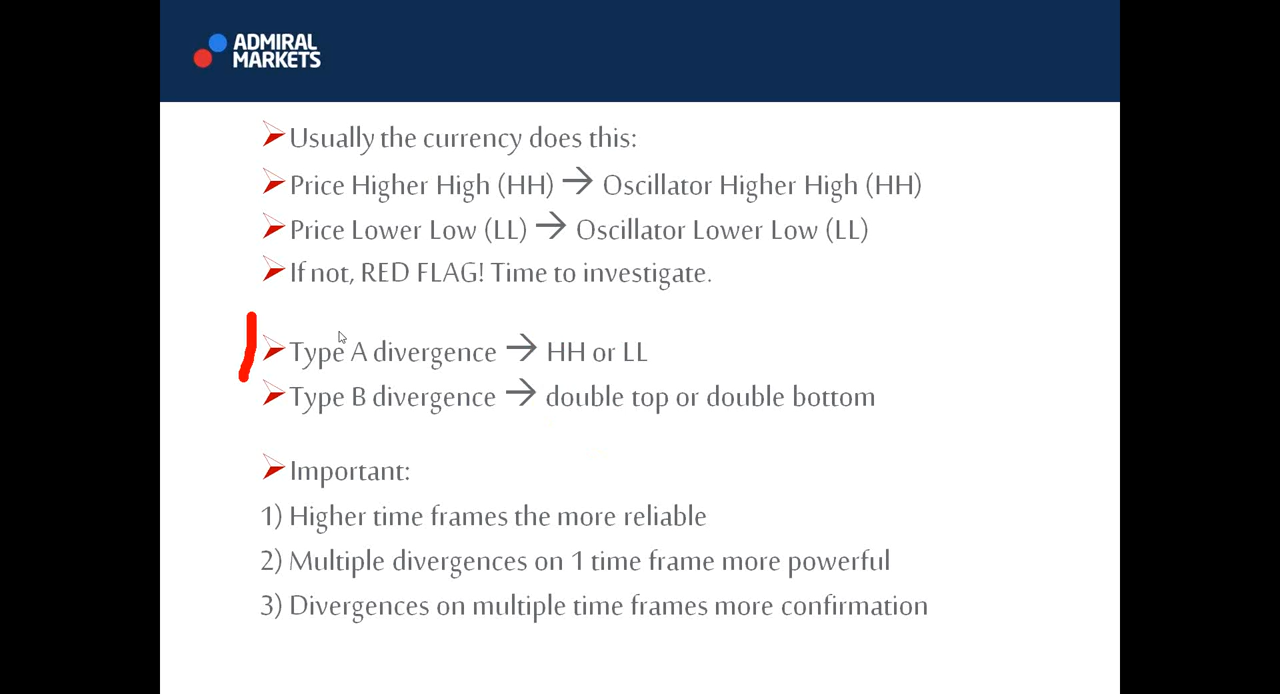 ADMIRAL
MARKETS
Usually the currency does this:
Price Higher High (HH) → Oscillator Higher High (HH)
Price Lower Low (LL) → Oscillator Lower Low (LL)
If not, RED FLAG! Time to investigate.
Type A divergence → HH or LL
Type B divergence → double top or double bottom
Important:
1) Higher time frames the more reliable
2) Multiple divergences on 1 time frame more powerful
3) Divergences on multiple time frames more confirmation